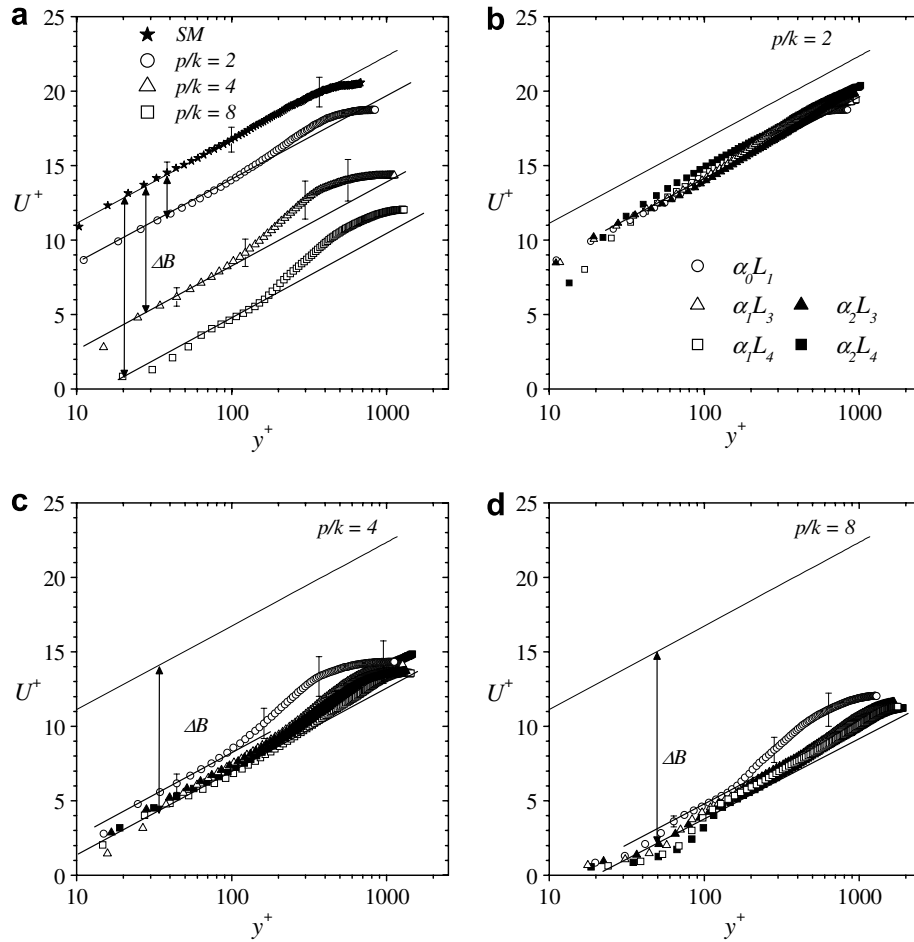 a
25
20
15
10
5
0
U⁺
SM
p/k = 2
p/k = 4
p/k = 8
ΔB
10
100
1000
y⁺
b
25
20
15
10
5
0
U⁺
p/k = 2
α₀L₁
α₁L₃
α₂L₃
α₁L₄
α₂L₄
10
100
1000
y⁺
c
25
20
15
10
5
0
U⁺
p/k = 4
ΔB
10
100
1000
y⁺
d
25
20
15
10
5
0
U⁺
p/k = 8
ΔB
10
100
1000
y⁺